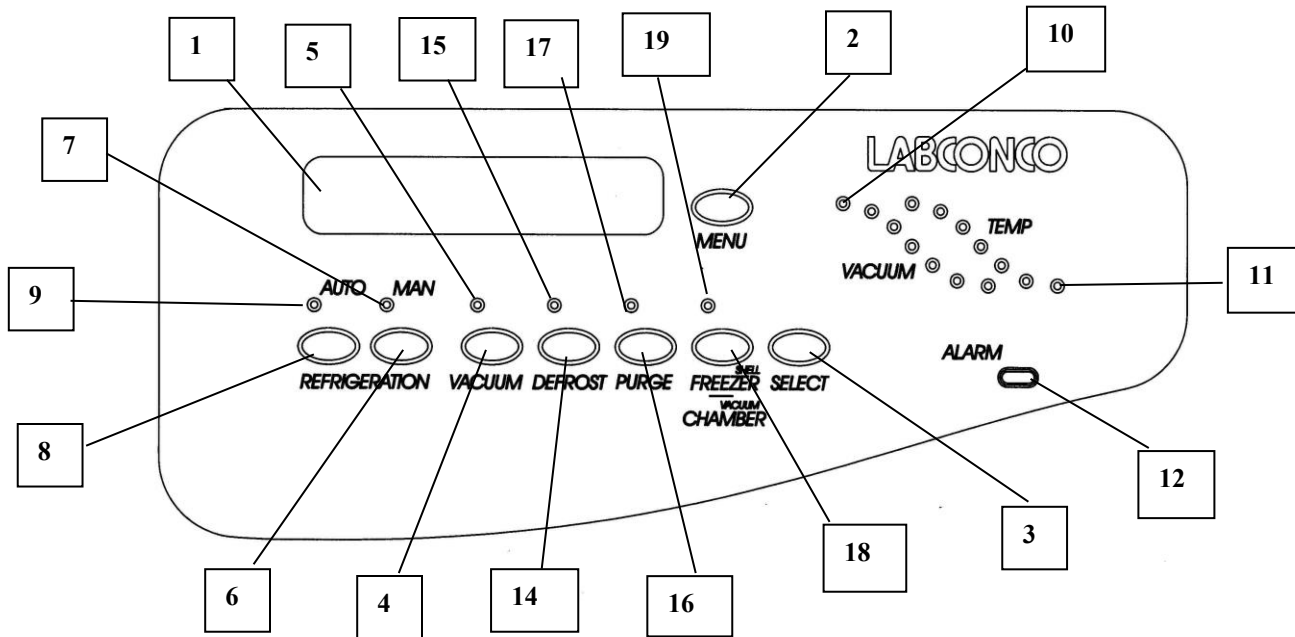 1
5
15
17
19
2
10
7
LABCONCO
TEMP
MENU
VACUUM
11
9
AUTO MAN
ALARM
REFRIGERATION VACUUM DEFROST PURGE FREEZER SHELL SELECT
VACUUM
CHAMBER
8
12
3
18
6
4
14
16